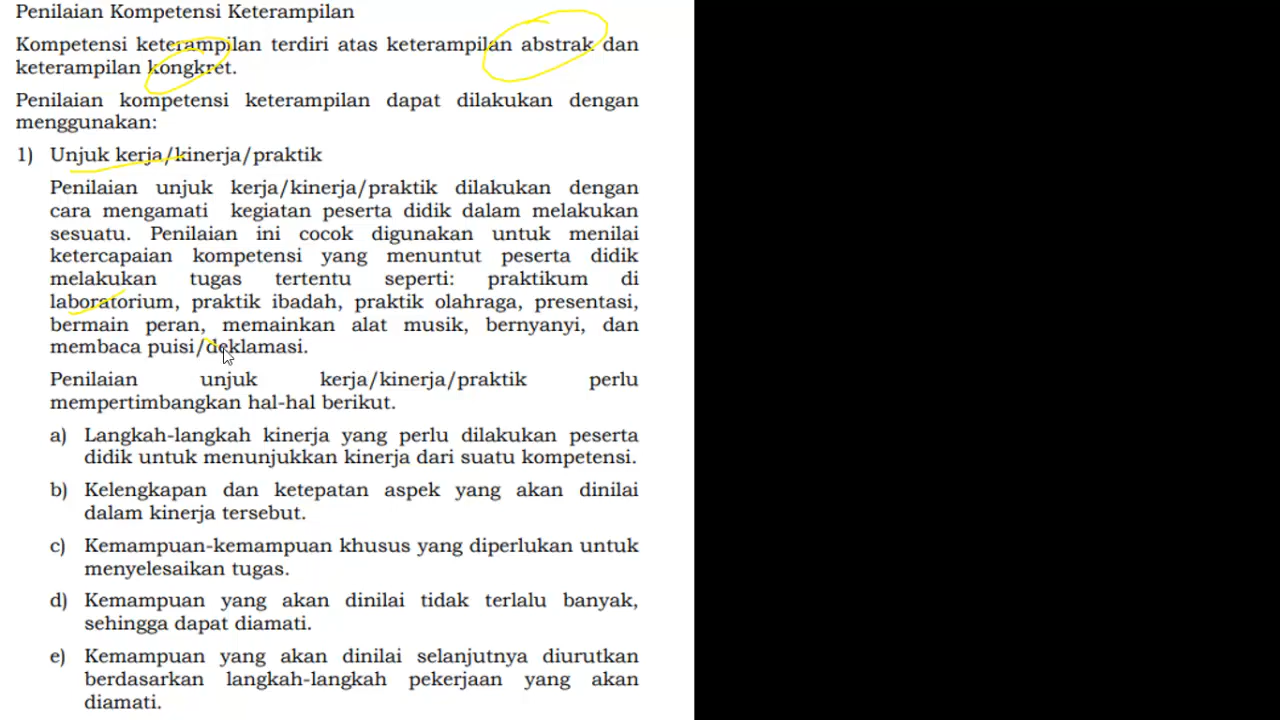 Penilaian Kompetensi Keterampilan
Kompetensi keterampilan terdiri atas keterampilan abstrak dan
keterampilan kongkret.
Penilaian kompetensi keterampilan dapat dilakukan dengan
menggunakan:
1) Unjuk kerja/kinerja/praktik
Penilaian unjuk kerja/kinerja/praktik dilakukan dengan
cara mengamati kegiatan peserta didik dalam melakukan
sesuatu. Penilaian ini cocok digunakan untuk menilai
ketercapaian kompetensi yang menuntut peserta didik
melakukan tugas tertentu seperti: praktikum di
laboratorium, praktik ibadah, praktik olahraga, presentasi,
bermain peran, memainkan alat musik, bernyanyi, dan
membaca puisi/deklamasi.
Penilaian unjuk kerja/kinerja/praktik perlu
mempertimbangkan hal-hal berikut.
a) Langkah-langkah kinerja yang perlu dilakukan peserta
didik untuk menunjukkan kinerja dari suatu kompetensi.
b) Kelengkapan dan ketepatan aspek yang akan dinilai
dalam kinerja tersebut.
c) Kemampuan-kemampuan khusus yang diperlukan untuk
menyelesaikan tugas.
d) Kemampuan yang akan dinilai tidak terlalu banyak,
sehingga dapat diamati.
e) Kemampuan yang akan dinilai selanjutnya diurutkan
berdasarkan langkah-langkah pekerjaan yang akan
diamati.